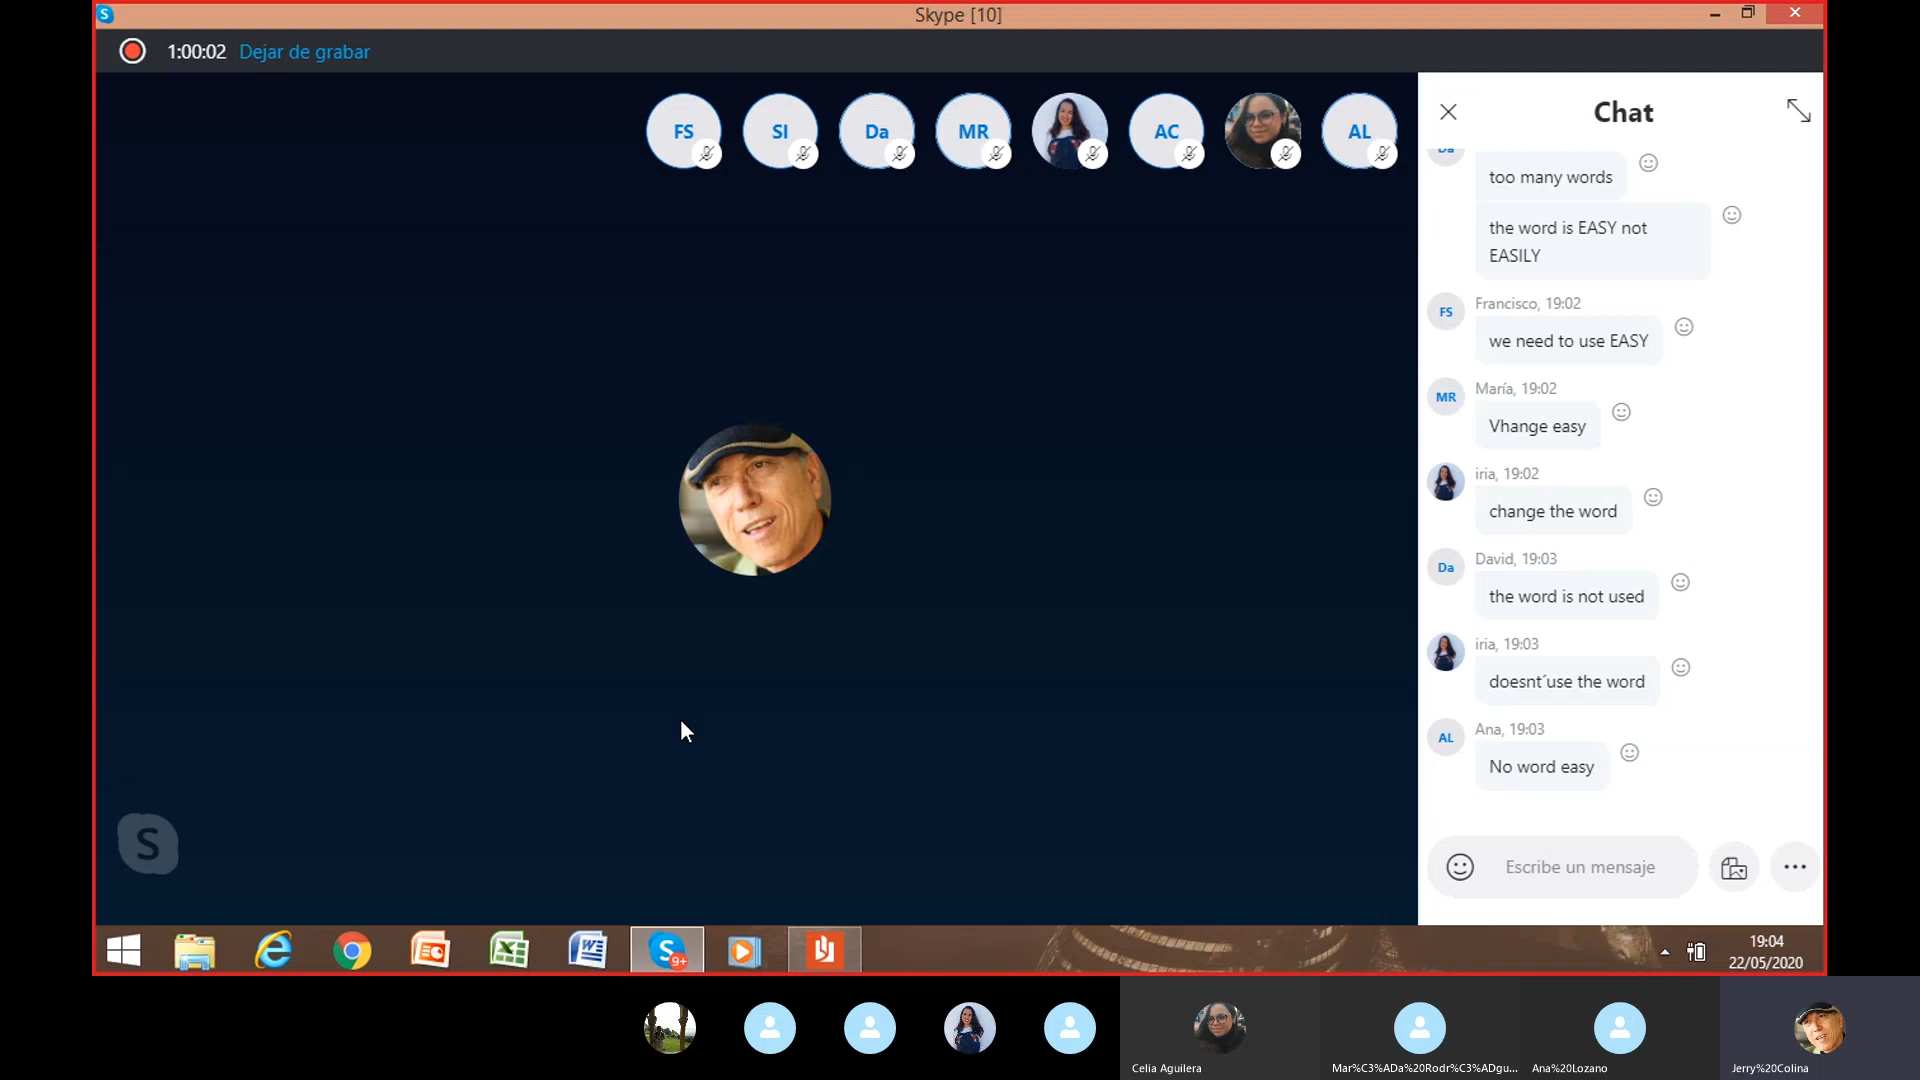 Skype [10]
1:00:02 Dejar de grabar
FS SI Da MR AC AL
Chat
Da
too many words
the word is EASY not
EASILY
Francisco, 19:02
FS
we need to use EASY
María, 19:02
MR
Vhange easy
iria, 19:02
change the word
David, 19:03
Da
the word is not used
iria, 19:03
doesnt´use the word
Ana, 19:03
AL
No word easy
Escribe un mensaje
9+
19:04
22/05/2020
Celia Aguilera
Mar%C3%ADa%20Rodr%C3%ADgu...
Ana%20Lozano
Jerry%20Colina